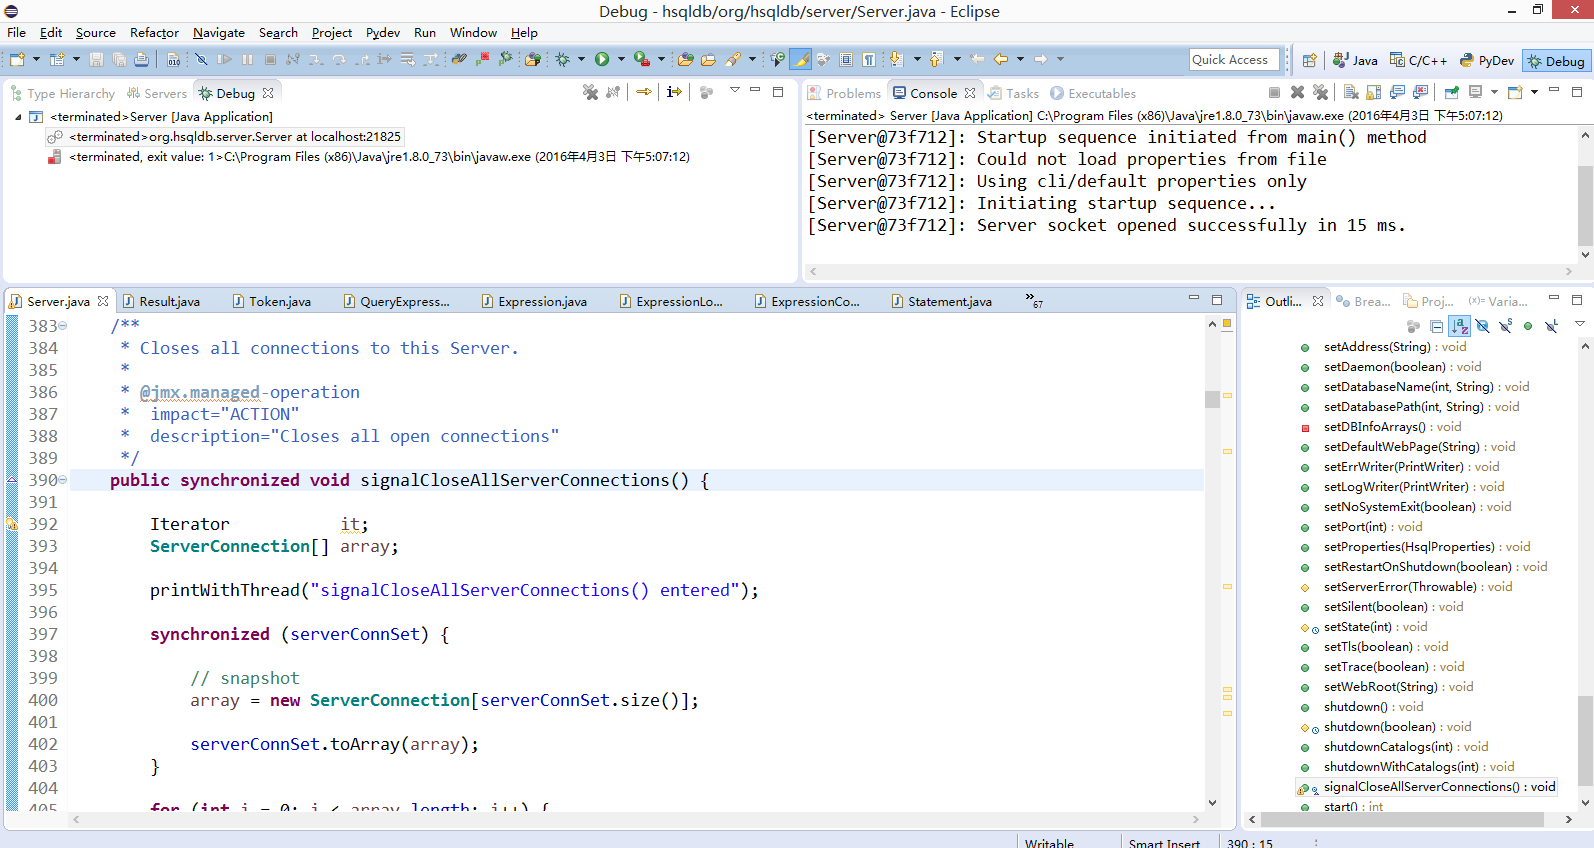 Debug - hsqldb/org/hsqldb/server/Server.java - Eclipse
File Edit Source Refactor Navigate Search Project Pydev Run Window Help
Quick Access
Java C/C++ PyDev Debug
Type Hierarchy Servers Debug
<terminated>Server [Java Application]
<terminated>org.hsqldb.server.Server at localhost:21825
<terminated, exit value: 1>C:\Program Files (x86)\Java\jre1.8.0_73\bin\javaw.exe (2016年4月3日 下午5:07:12)
Problems Console Tasks Executables
<terminated> Server [Java Application] C:\Program Files (x86)\Java\jre1.8.0_73\bin\javaw.exe (2016年4月3日 下午5:07:12)
[Server@73f712]: Startup sequence initiated from main() method
[Server@73f712]: Could not load properties from file
[Server@73f712]: Using cli/default properties only
[Server@73f712]: Initiating startup sequence...
[Server@73f712]: Server socket opened successfully in 15 ms.
Server.java Result.java Token.java QueryExpress... Expression.java ExpressionLo... ExpressionCo... Statement.java »67
383 /**
384 * Closes all connections to this Server.
385 *
386 * @jmx.managed-operation
387 * impact="ACTION"
388 * description="Closes all open connections"
389 */
390 public synchronized void signalCloseAllServerConnections() {
391
392 Iterator it;
393 ServerConnection[] array;
394
395 printWithThread("signalCloseAllServerConnections() entered");
396
397 synchronized (serverConnSet) {
398
399 // snapshot
400 array = new ServerConnection[serverConnSet.size()];
401
402 serverConnSet.toArray(array);
403 }
404
405 for (int i = 0; i < array.length; i++) {
Outli... Brea... Proj... (x)= Varia...
setAddress(String) : void
setDaemon(boolean) : void
setDatabaseName(int, String) : void
setDatabasePath(int, String) : void
setDBInfoArrays() : void
setDefaultWebPage(String) : void
setErrWriter(PrintWriter) : void
setLogWriter(PrintWriter) : void
setNoSystemExit(boolean) : void
setPort(int) : void
setProperties(HsqlProperties) : void
setRestartOnShutdown(boolean) : void
setServerError(Throwable) : void
setSilent(boolean) : void
setState(int) : void
setTls(boolean) : void
setTrace(boolean) : void
setWebRoot(String) : void
shutdown() : void
shutdown(boolean) : void
shutdownCatalogs(int) : void
shutdownWithCatalogs(int) : void
signalCloseAllServerConnections() : void
start() : int
Writable Smart Insert 390 : 15